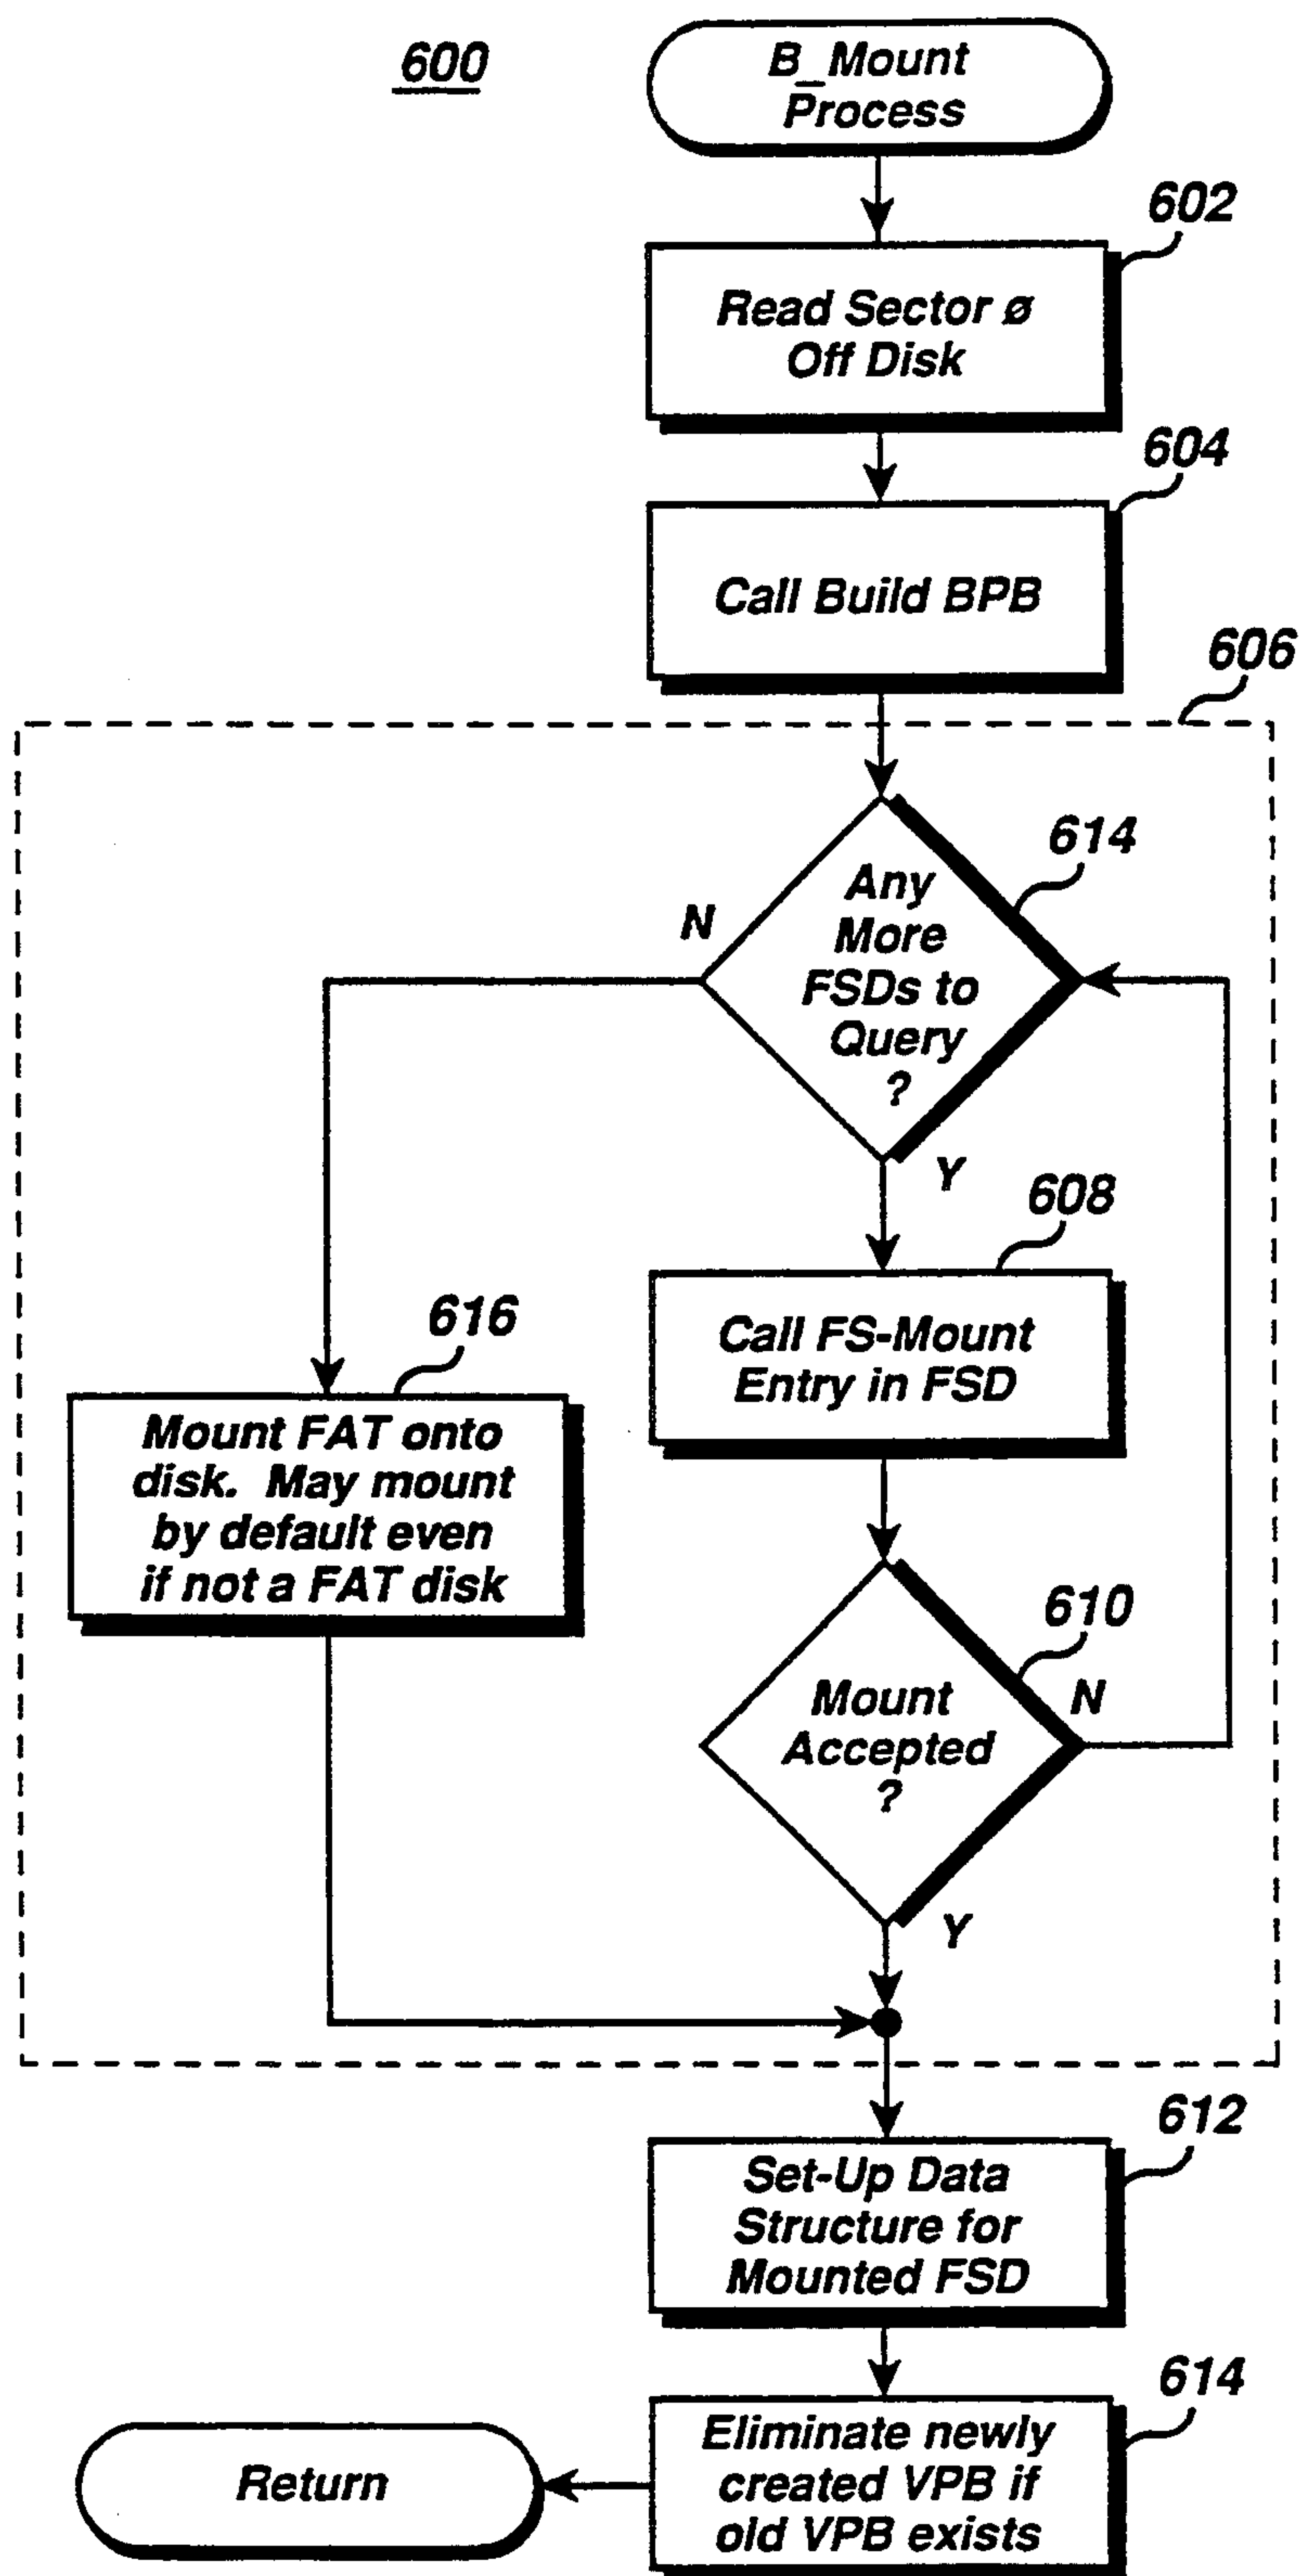 600
B_Mount
Process
602
Read Sector ø
Off Disk
604
Call Build BPB
606
614
Any
More
FSDs to
Query
?
N
Y
608
Call FS-Mount
Entry in FSD
616
Mount FAT onto
disk. May mount
by default even
if not a FAT disk
610
Mount
Accepted
?
N
Y
612
Set-Up Data
Structure for
Mounted FSD
614
Eliminate newly
created VPB if
old VPB exists
Return